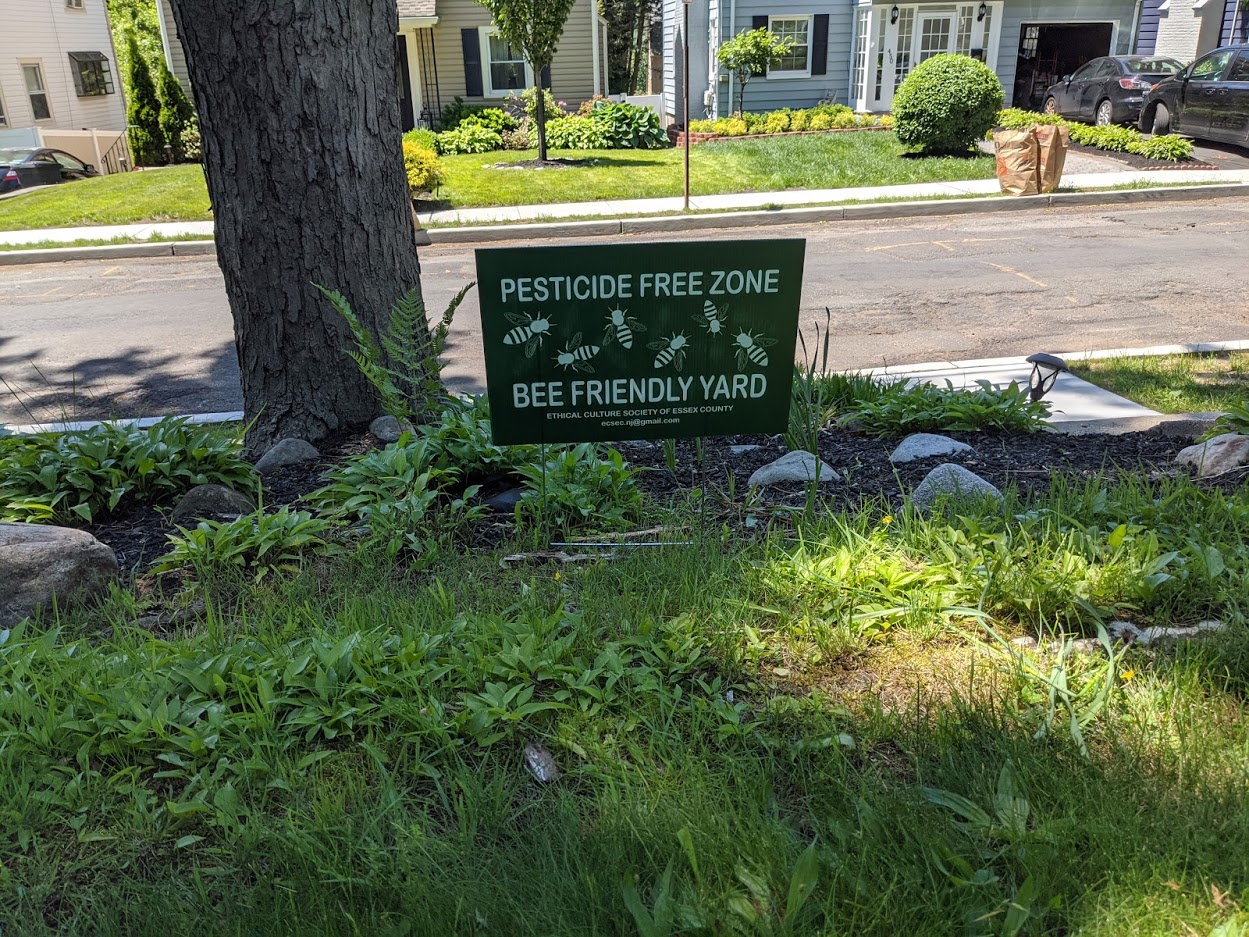 PESTICIDE FREE ZONE
BEE FRIENDLY YARD
ETHICAL CULTURE SOCIETY OF ESSEX COUNTY
ecsec.nj@gmail.com